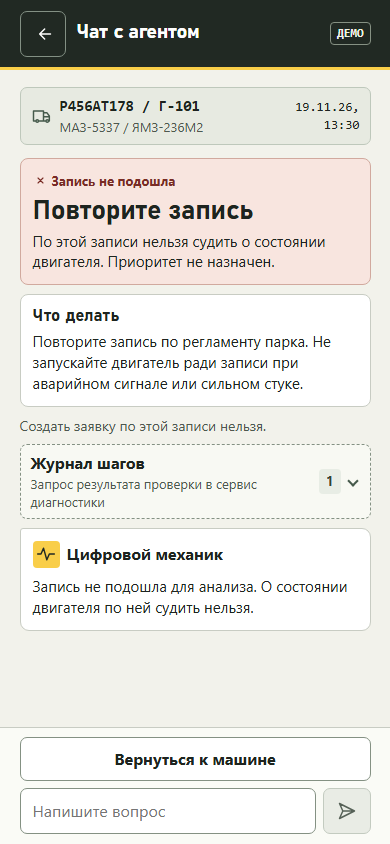 Чат с агентом
ДЕМО
Р456АТ178 / Г-101
19.11.26,
МАЗ-5337 / ЯМЗ-236М2
13:30
× Запись не подошла
Повторите запись
По этой записи нельзя судить о состоянии
двигателя. Приоритет не назначен.
Что делать
Повторите запись по регламенту парка. Не
запускайте двигатель ради записи при
аварийном сигнале или сильном стуке.
Создать заявку по этой записи нельзя.
Журнал шагов
Запрос результата проверки в сервис
диагностики
1
Цифровой механик
Запись не подошла для анализа. О состоянии
двигателя по ней судить нельзя.
Вернуться к машине
Напишите вопрос